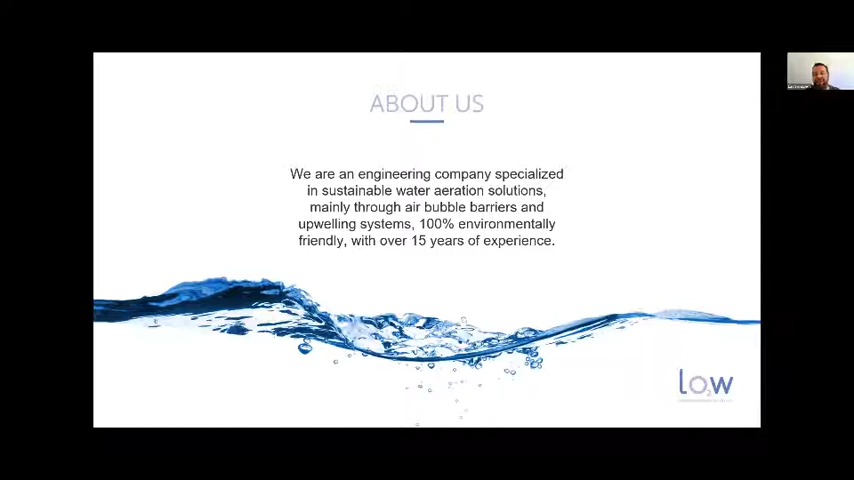 ABOUT US
We are an engineering company specialized
in sustainable water aeration solutions,
mainly through air bubble barriers and
upwelling systems, 100% environmentally
friendly, with over 15 years of experience.
lo2w